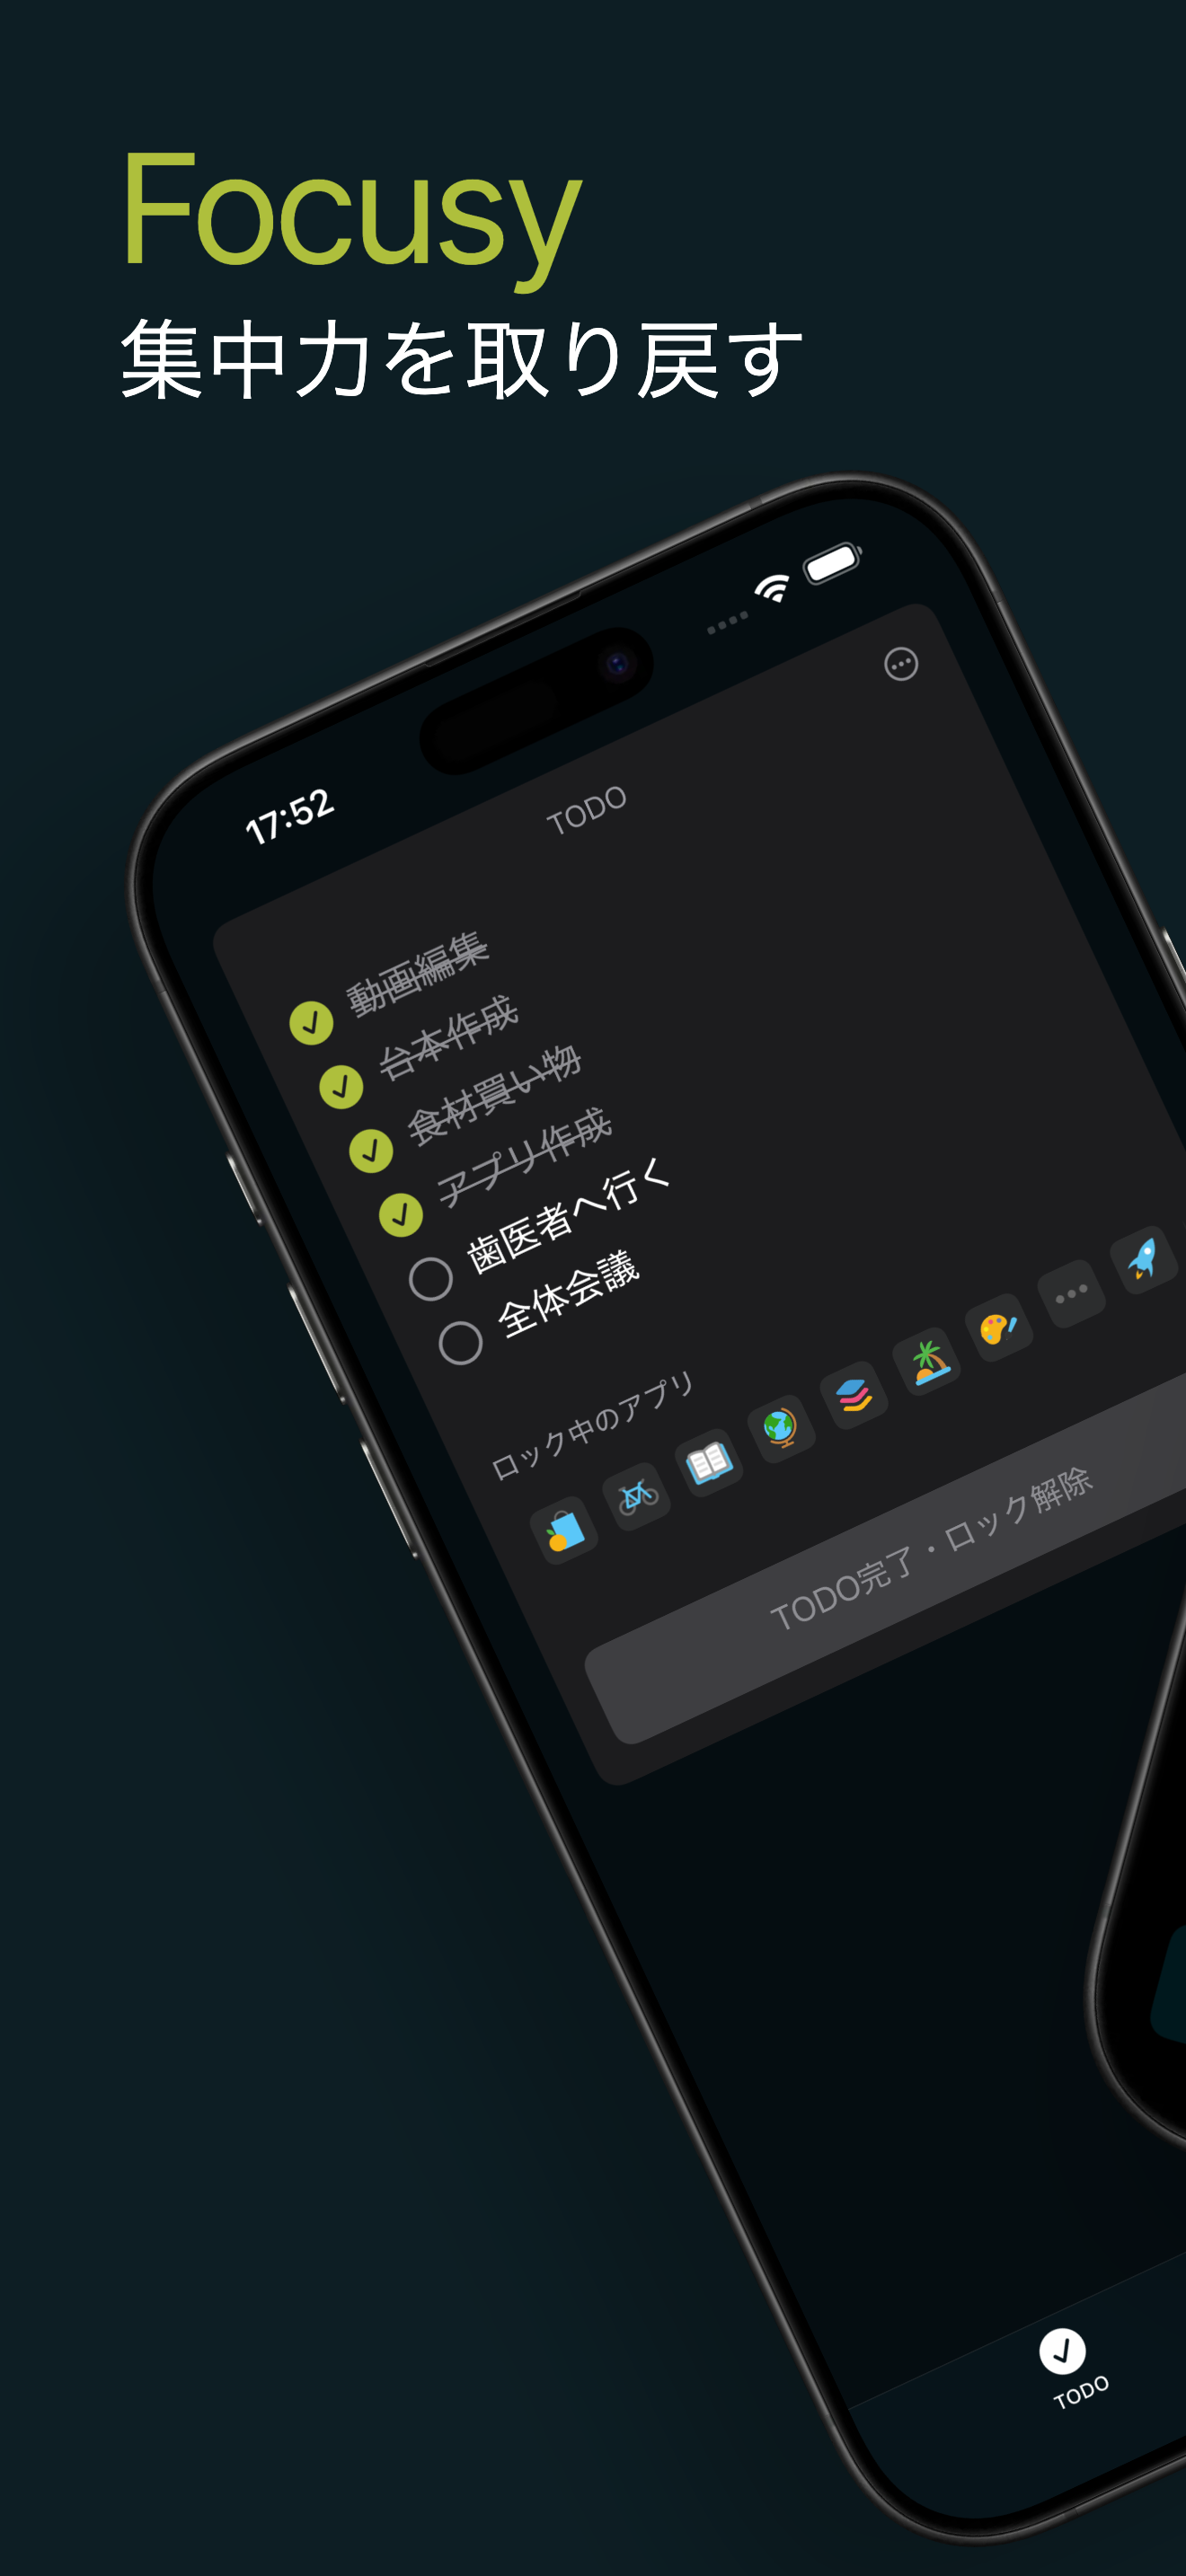 Focusy
集中力を取り戻す
17:52
TODO
動画編集
台本作成
食材買い物
アプリ作成
歯医者へ行く
全体会議
ロック中のアプリ
TODO完了・ロック解除
TODO